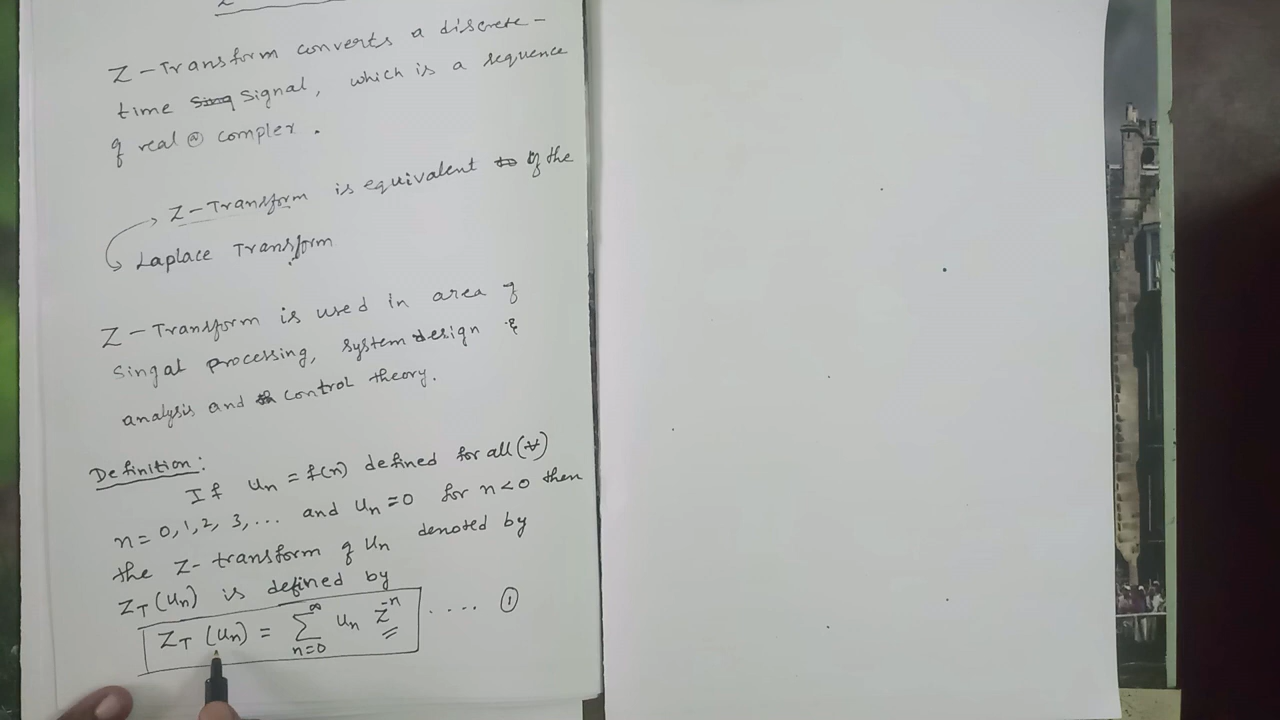 Z-Transform converts a discrete-
time Signal, which is a sequence
of real (or) complex.
Z-Transform is equivalent of the
Laplace Transform
Z-Transform is used in area of
Singal processing, system design &
analysis and control theory.
Definition:
If uₙ = f(n) defined for all (∀)
n = 0, 1, 2, 3, ... and uₙ = 0 for n < 0 then
the Z-transform of uₙ denoted by
Z_T (uₙ) is defined by
Z_T (uₙ) = ∑_{n=0}^{∞} uₙ z^{-n} .... ①